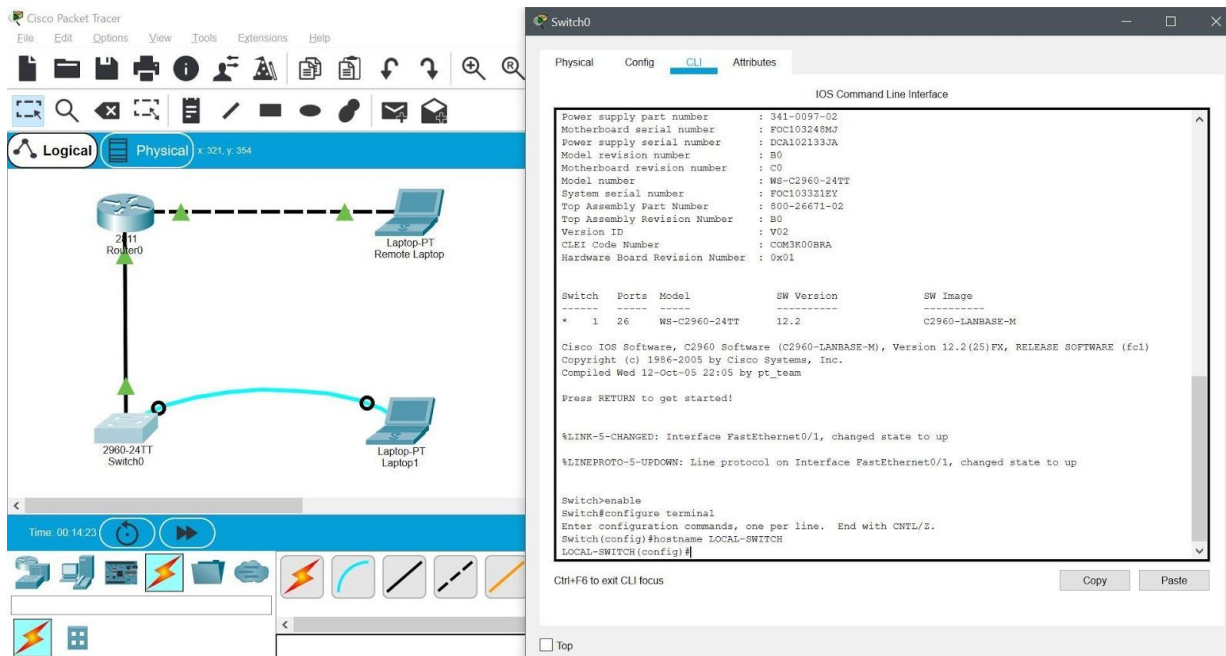 Cisco Packet Tracer
File Edit Options View Tools Extensions Help
Logical Physical x: 321, y: 354
2811
Router0
Laptop-PT
Remote Laptop
2960-24TT
Switch0
Laptop-PT
Laptop1
Time: 00:14:23
Switch0
Physical Config CLI Attributes
IOS Command Line Interface
Power supply part number : 341-0097-02
Motherboard serial number : FOC103248MJ
Power supply serial number : DCA102133JA
Model revision number : B0
Motherboard revision number : C0
Model number : WS-C2960-24TT
System serial number : FOC1033Z1EY
Top Assembly Part Number : 800-26671-02
Top Assembly Revision Number : B0
Version ID : V02
CLEI Code Number : COM3K00BRA
Hardware Board Revision Number : 0x01
Switch Ports Model SW Version SW Image
------ ----- ----- ---------- ----------
* 1 26 WS-C2960-24TT 12.2 C2960-LANBASE-M
Cisco IOS Software, C2960 Software (C2960-LANBASE-M), Version 12.2(25)FX, RELEASE SOFTWARE (fc1)
Copyright (c) 1986-2005 by Cisco Systems, Inc.
Compiled Wed 12-Oct-05 22:05 by pt_team
Press RETURN to get started!
%LINK-5-CHANGED: Interface FastEthernet0/1, changed state to up
%LINEPROTO-5-UPDOWN: Line protocol on Interface FastEthernet0/1, changed state to up
Switch>enable
Switch#configure terminal
Enter configuration commands, one per line. End with CNTL/Z.
Switch(config)#hostname LOCAL-SWITCH
LOCAL-SWITCH(config)#
Ctrl+F6 to exit CLI focus
Copy Paste
Top